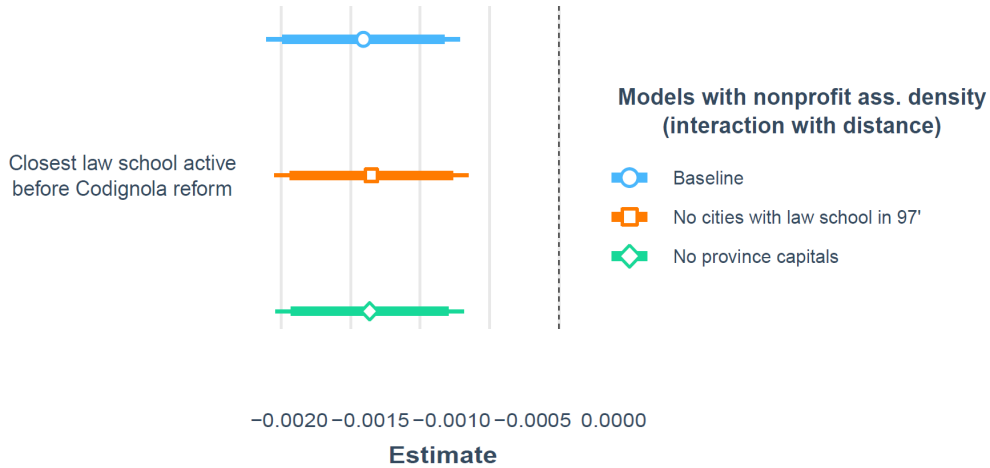 Closest law school active
before Codignola reform
Models with nonprofit ass. density
(interaction with distance)
Baseline
No cities with law school in 97'
No province capitals
−0.0020 −0.0015 −0.0010 −0.0005 0.0000
Estimate